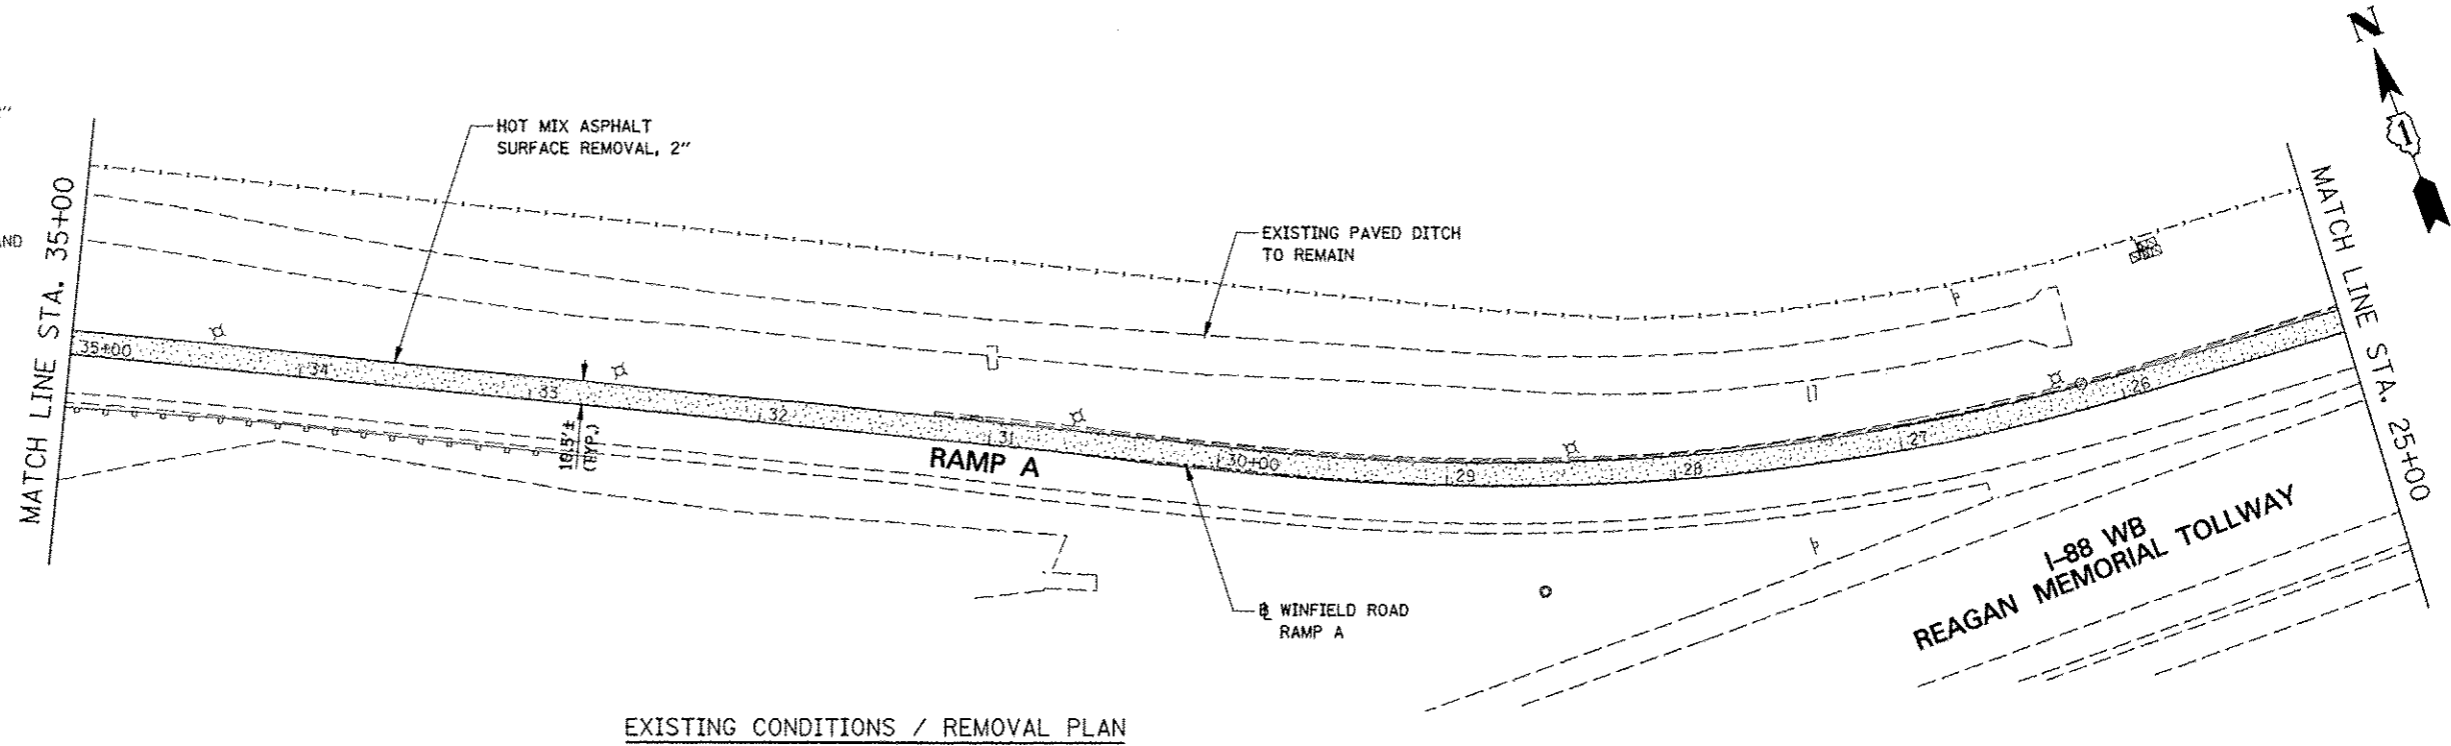 N
1
HOT MIX ASPHALT
SURFACE REMOVAL, 2"
EXISTING PAVED DITCH
TO REMAIN
AND
MATCH LINE STA. 35+00
MATCH LINE STA. 25+00
35+00
34
33
32
31
30+00
29
28
27
26
(TYP.)
RAMP A
WINFIELD ROAD
RAMP A
I-88 WB
REAGAN MEMORIAL TOLLWAY
EXISTING CONDITIONS / REMOVAL PLAN